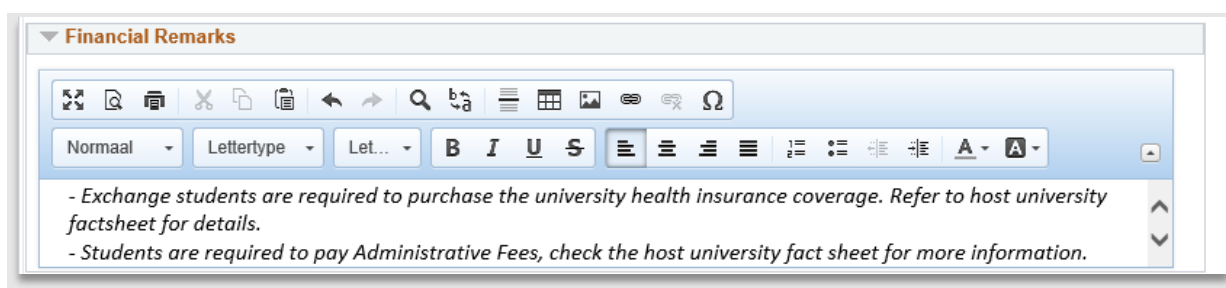 Financial Remarks
Normaal Lettertype Let... B I U S A A
- Exchange students are required to purchase the university health insurance coverage. Refer to host university
factsheet for details.
- Students are required to pay Administrative Fees, check the host university fact sheet for more information.